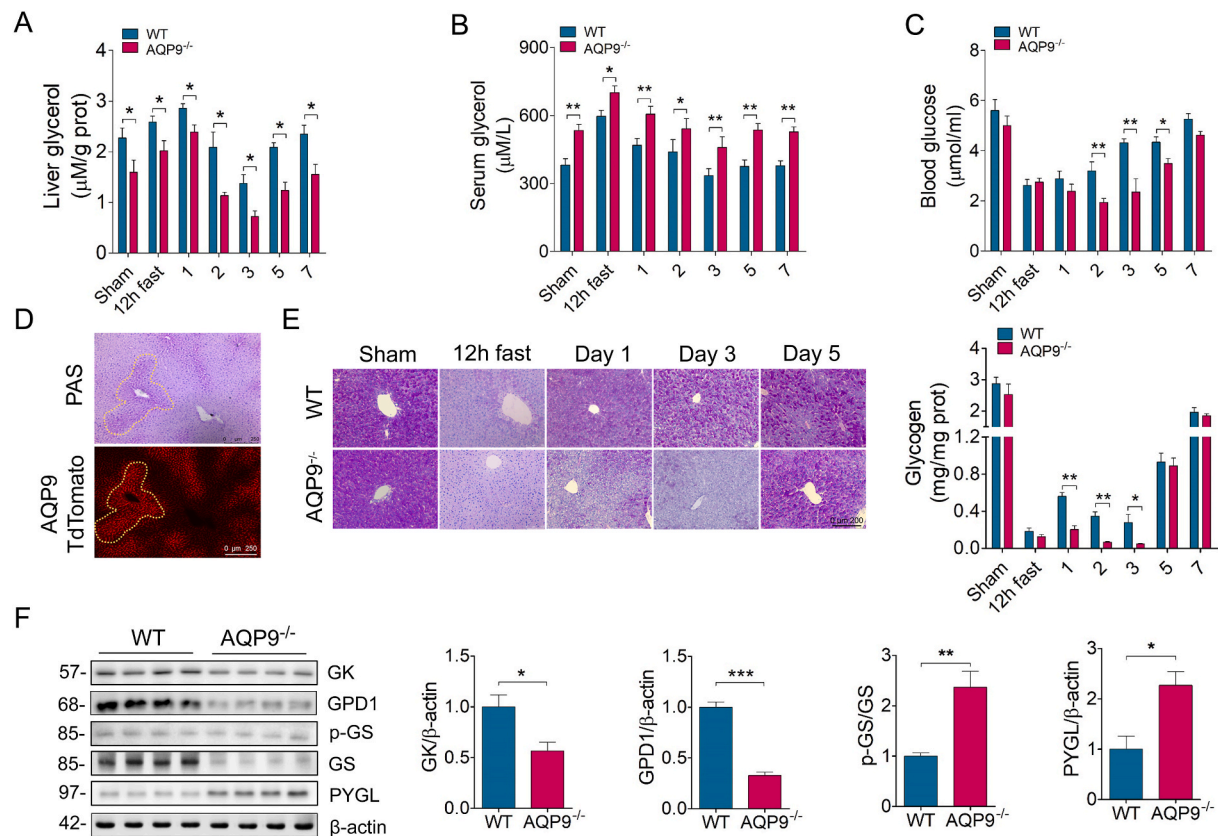 A
WT
AQP9-/-
Liver glycerol
(μM/g prot)
4
3
2
1
0
* * * * * * *
Sham 12h fast 1 2 3 5 7
B
WT
AQP9-/-
Serum glycerol
(μM/L)
900
600
300
0
** * ** * ** ** **
Sham 12h fast 1 2 3 5 7
C
WT
AQP9-/-
Blood glucose
(μmol/ml)
8
6
4
2
0
** ** *
Sham 12h fast 1 2 3 5 7
D
PAS
0 μm 250
AQP9
TdTomato
0 μm 250
E
Sham 12h fast Day 1 Day 3 Day 5
WT
AQP9-/-
0 μm 200
WT
AQP9-/-
Glycogen
(mg/mg prot)
4
3
2
1.2
0.8
0.4
0.0
** ** *
Sham 12h fast 1 2 3 5 7
F
WT AQP9-/-
57- GK
68- GPD1
85- p-GS
85- GS
97- PYGL
42- β-actin
GK/β-actin
1.5
1.0
0.5
0.0
*
WT AQP9-/-
GPD1/β-actin
1.5
1.0
0.5
0.0
***
WT AQP9-/-
p-GS/GS
3
2
1
0
**
WT AQP9-/-
PYGL/β-actin
3
2
1
0
*
WT AQP9-/-